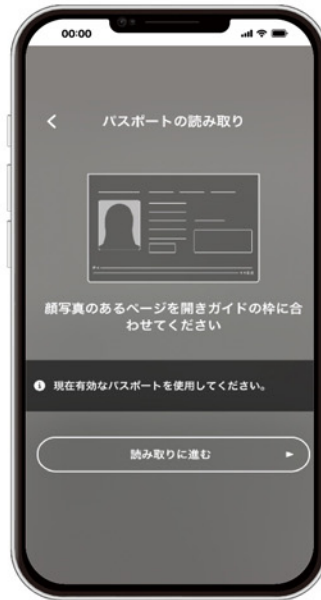 00:00
パスポートの読み取り
顔写真のあるページを開きガイドの枠に合
わせてください
現在有効なパスポートを使用してください。
読み取りに進む